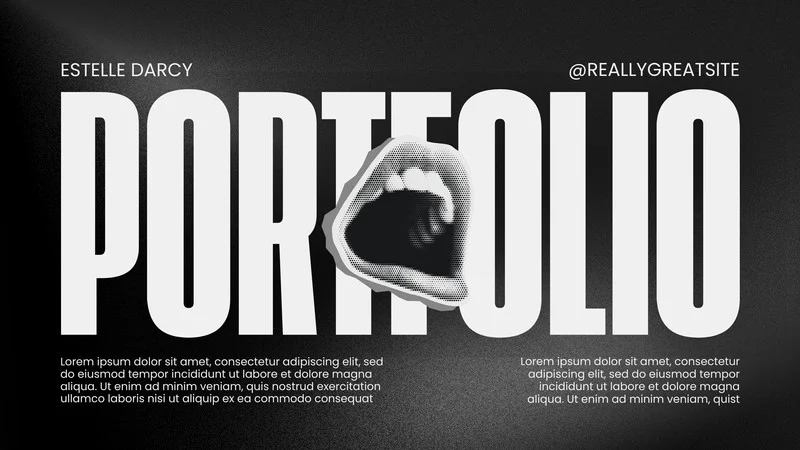 ESTELLE DARCY
@REALLYGREATSITE
PORTFOLIO
Lorem ipsum dolor sit amet, consectetur adipiscing elit, sed
do eiusmod tempor incididunt ut labore et dolore magna
aliqua. Ut enim ad minim veniam, quis nostrud exercitation
ullamco laboris nisi ut aliquip ex ea commodo consequat
Lorem ipsum dolor sit amet, consectetur
adipiscing elit, sed do eiusmod tempor
incididunt ut labore et dolore magna
aliqua. Ut enim ad minim veniam, quist